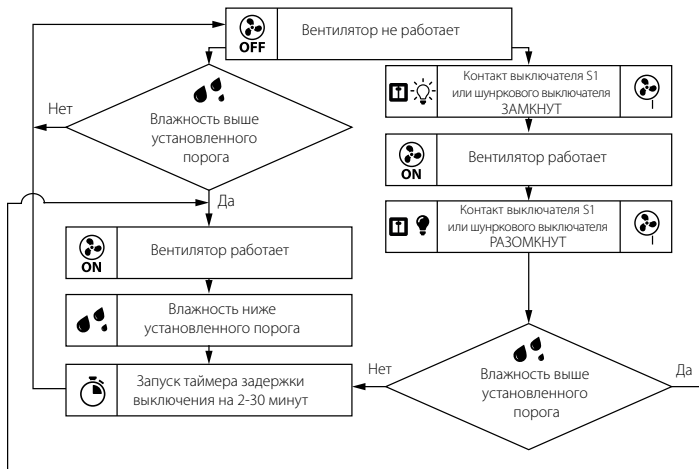 OFF
Вентилятор не работает
Нет
Влажность выше
установленного
порога
Да
ON
Вентилятор работает
Влажность ниже
установленного порога
Запуск таймера задержки
выключения на 2-30 минут
Контакт выключателя S1
или шнуркового выключателя
ЗАМКНУТ
ON
Вентилятор работает
Контакт выключателя S1
или шнуркового выключателя
РАЗОМКНУТ
Нет
Влажность выше
установленного
порога
Да